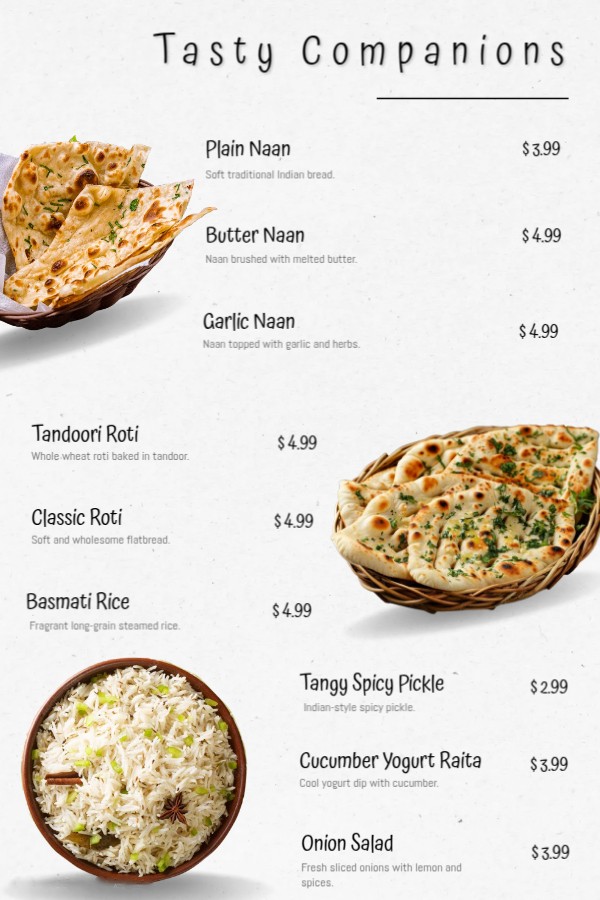 Tasty Companions
Plain Naan $3.99
Soft traditional Indian bread.
Butter Naan $4.99
Naan brushed with melted butter.
Garlic Naan $4.99
Naan topped with garlic and herbs.
Tandoori Roti $4.99
Whole wheat roti baked in tandoor.
Classic Roti $4.99
Soft and wholesome flatbread.
Basmati Rice $4.99
Fragrant long-grain steamed rice.
Tangy Spicy Pickle $2.99
Indian-style spicy pickle.
Cucumber Yogurt Raita $3.99
Cool yogurt dip with cucumber.
Onion Salad $3.99
Fresh sliced onions with lemon and
spices.